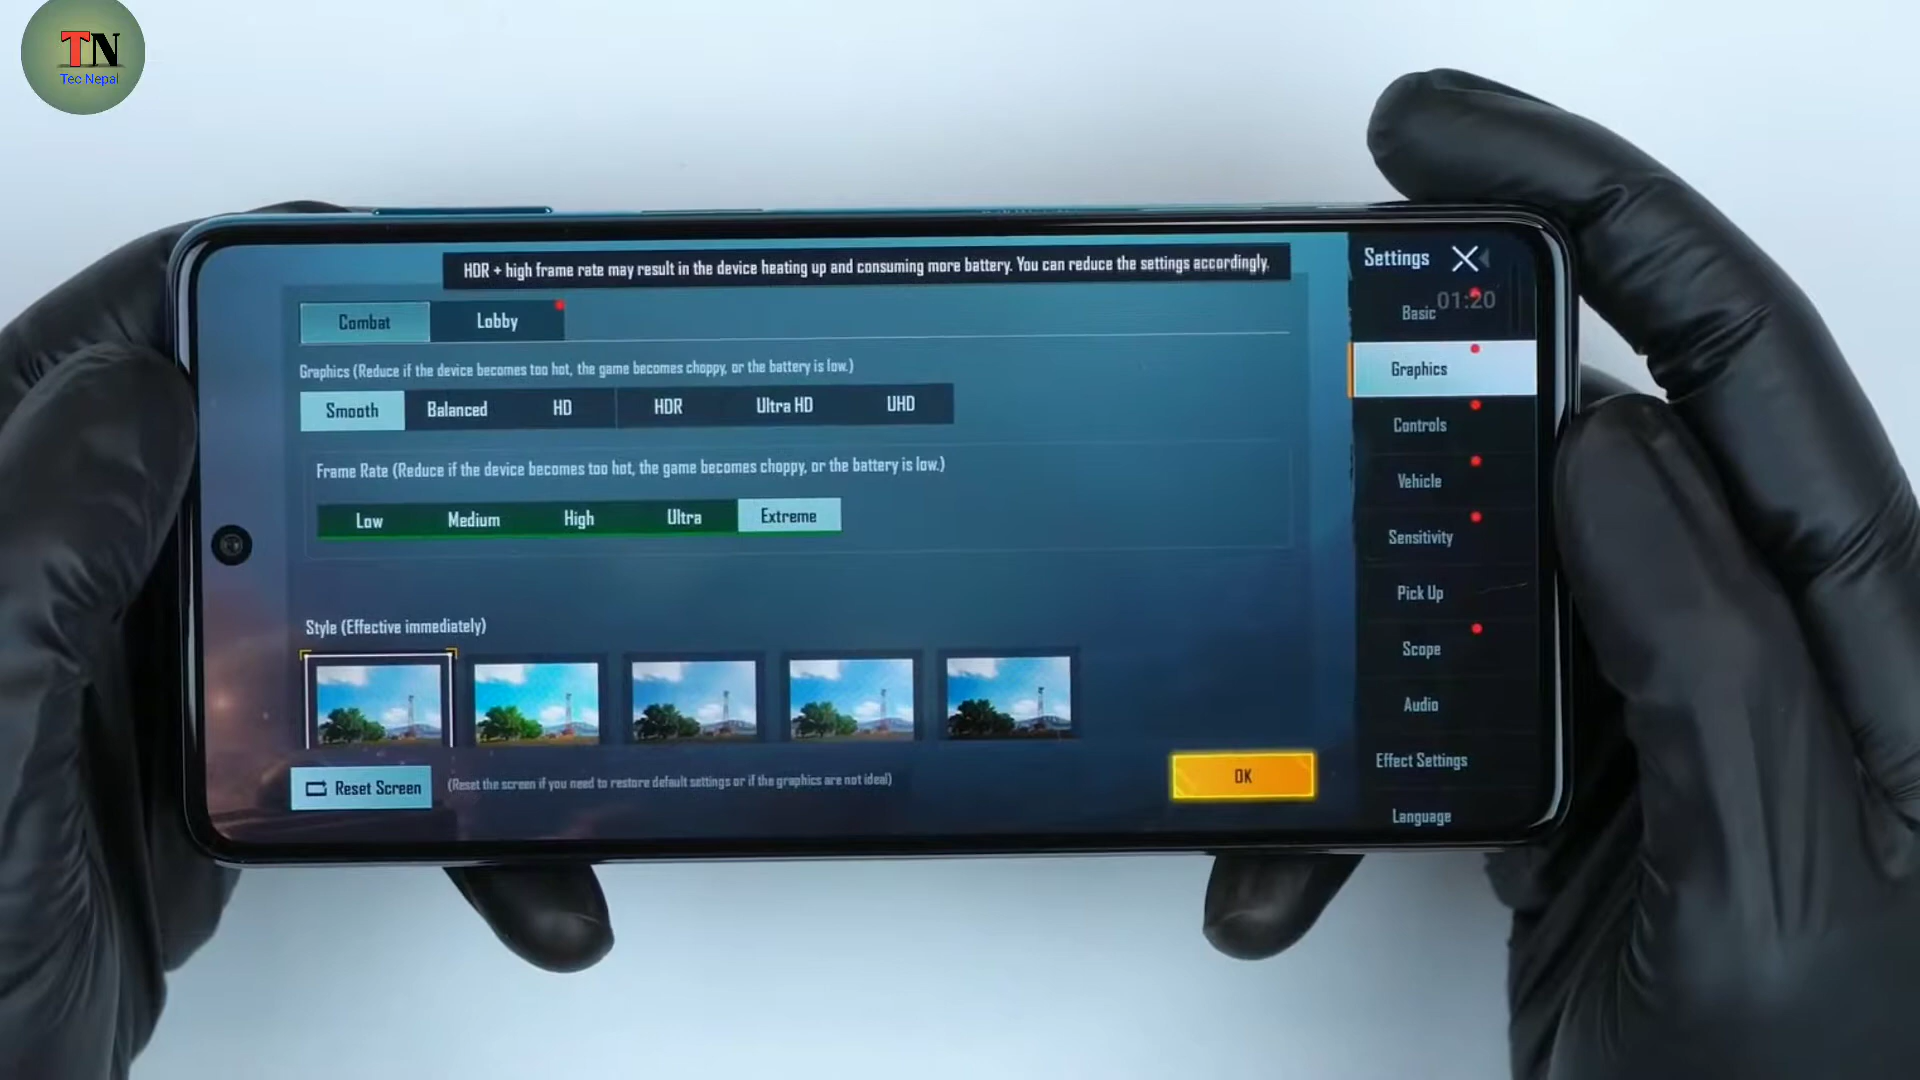 TN
Tec Nepal
HDR + high frame rate may result in the device heating up and consuming more battery. You can reduce the settings accordingly.
Settings
01:20
Combat
Lobby
Basic
Graphics (Reduce if the device becomes too hot, the game becomes choppy, or the battery is low.)
Graphics
Smooth
Balanced
HD
HDR
Ultra HD
UHD
Controls
Frame Rate (Reduce if the device becomes too hot, the game becomes choppy, or the battery is low.)
Vehicle
Low
Medium
High
Ultra
Extreme
Sensitivity
Pick Up
Style (Effective immediately)
Scope
Audio
Reset Screen
(Reset the screen if you need to restore default settings or if the graphics are not ideal)
OK
Effect Settings
Language